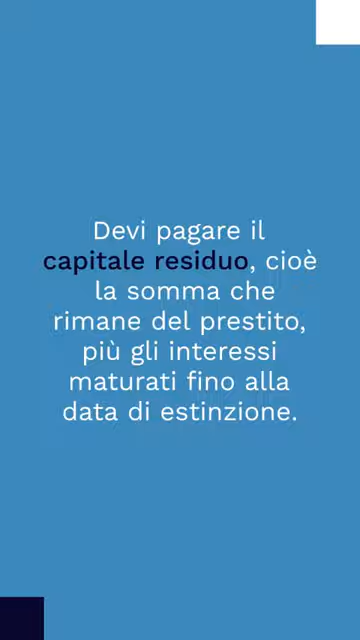 Devi pagare il
capitale residuo, cioè
la somma che
rimane del prestito,
più gli interessi
maturati fino alla
data di estinzione.